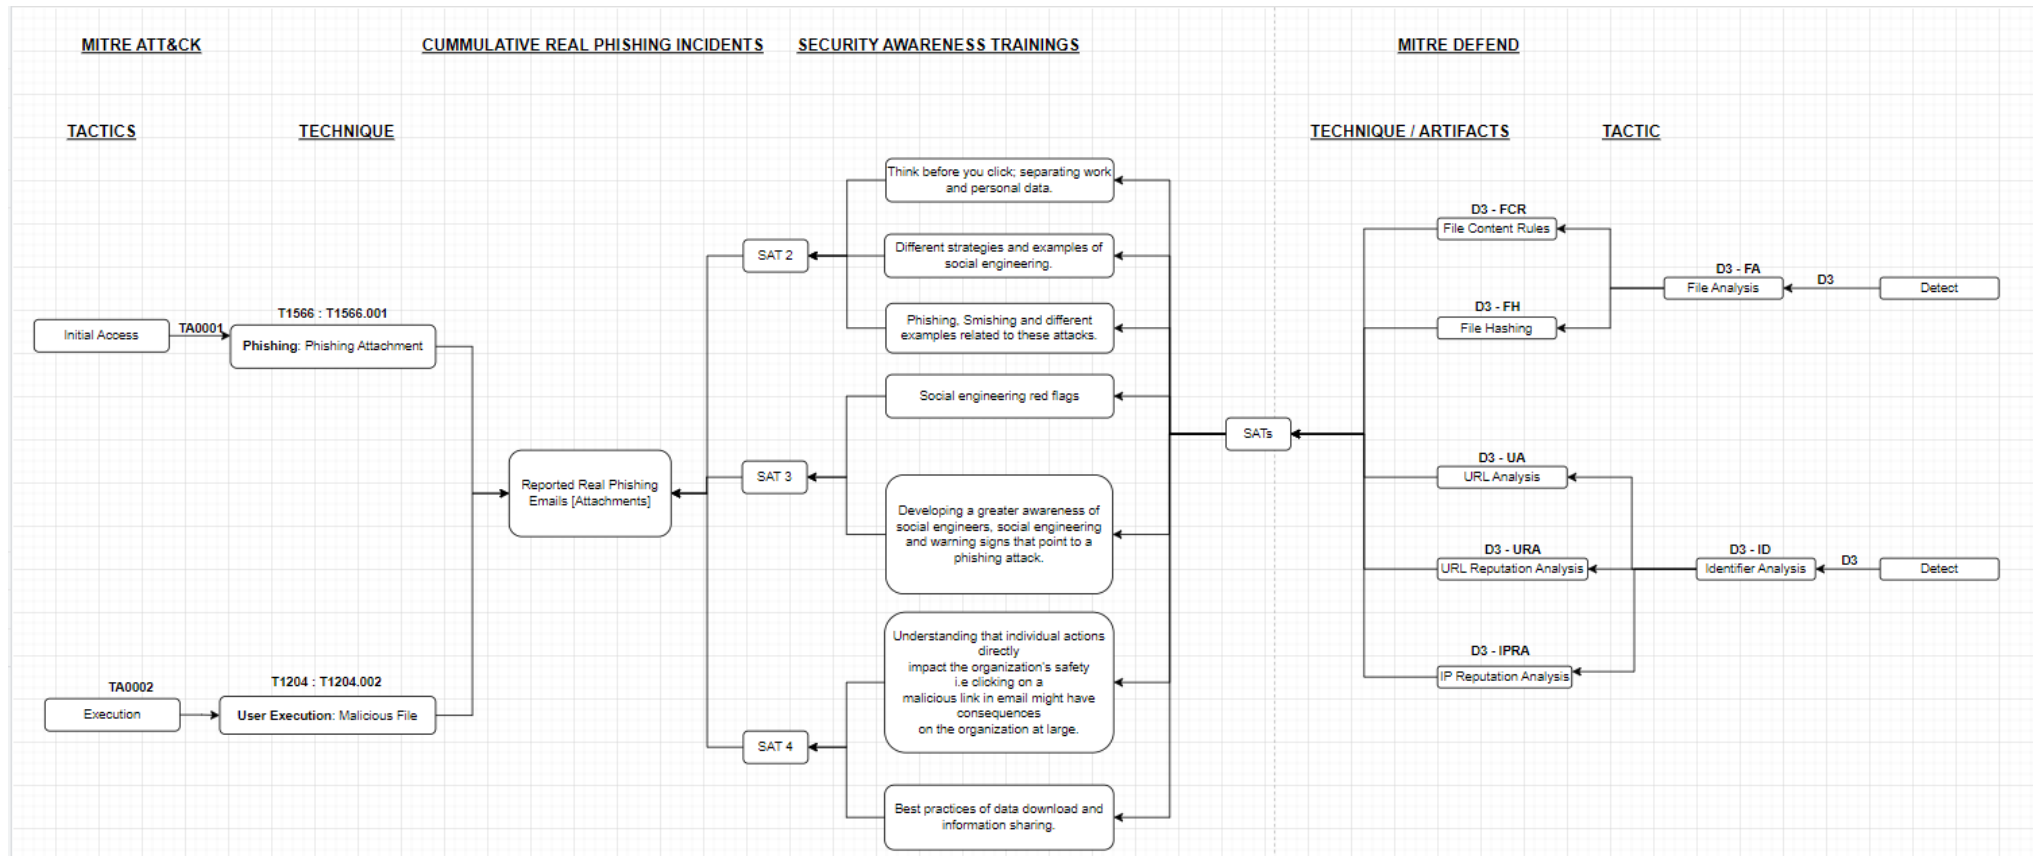 MITRE ATT&CK
CUMMULATIVE REAL PHISHING INCIDENTS
SECURITY AWARENESS TRAININGS
MITRE DEFEND
TACTICS
TECHNIQUE
TECHNIQUE / ARTIFACTS
TACTIC
Initial Access
TA0001
T1566 : T1566.001
Phishing: Phishing Attachment
TA0002
Execution
T1204 : T1204.002
User Execution: Malicious File
Reported Real Phishing
Emails [Attachments]
SAT 2
SAT 3
SAT 4
Think before you click; separating work
and personal data.
Different strategies and examples of
social engineering.
Phishing, Smishing and different
examples related to these attacks.
Social engineering red flags
Developing a greater awareness of
social engineers, social engineering
and warning signs that point to a
phishing attack.
Understanding that individual actions
directly
impact the organization's safety
i.e clicking on a
malicious link in email might have
consequences
on the organization at large.
Best practices of data download and
information sharing.
SATs
D3 - FCR
File Content Rules
D3 - FH
File Hashing
D3 - UA
URL Analysis
D3 - URA
URL Reputation Analysis
D3 - IPRA
IP Reputation Analysis
D3 - FA
File Analysis
D3
Detect
D3 - ID
Identifier Analysis
D3
Detect